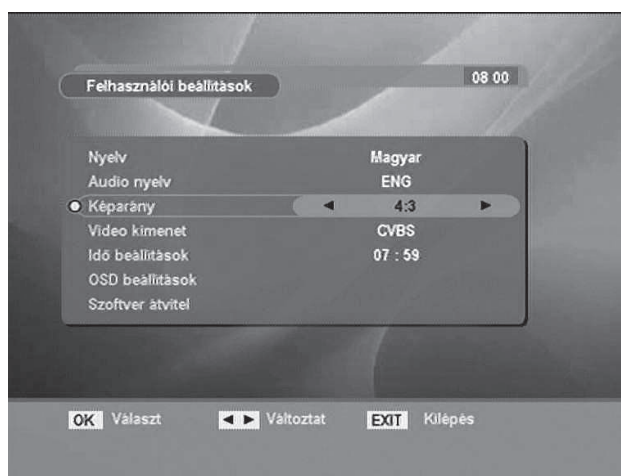 Felhasználói beállítások 08 00
Nyelv Magyar
Audio nyelv ENG
Képarány ◄ 4:3 ►
Video kimenet CVBS
Idő beállítások 07 : 59
OSD beállítások
Szoftver átvitel
OK Választ ◄ ► Változtat EXIT Kilépés